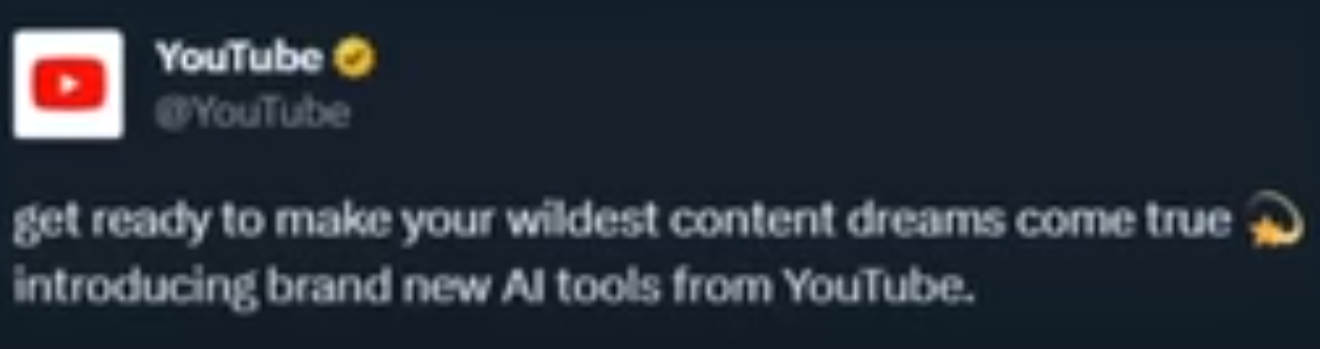 YouTube
@YouTube
get ready to make your wildest content dreams come true 💫
introducing brand new AI tools from YouTube.